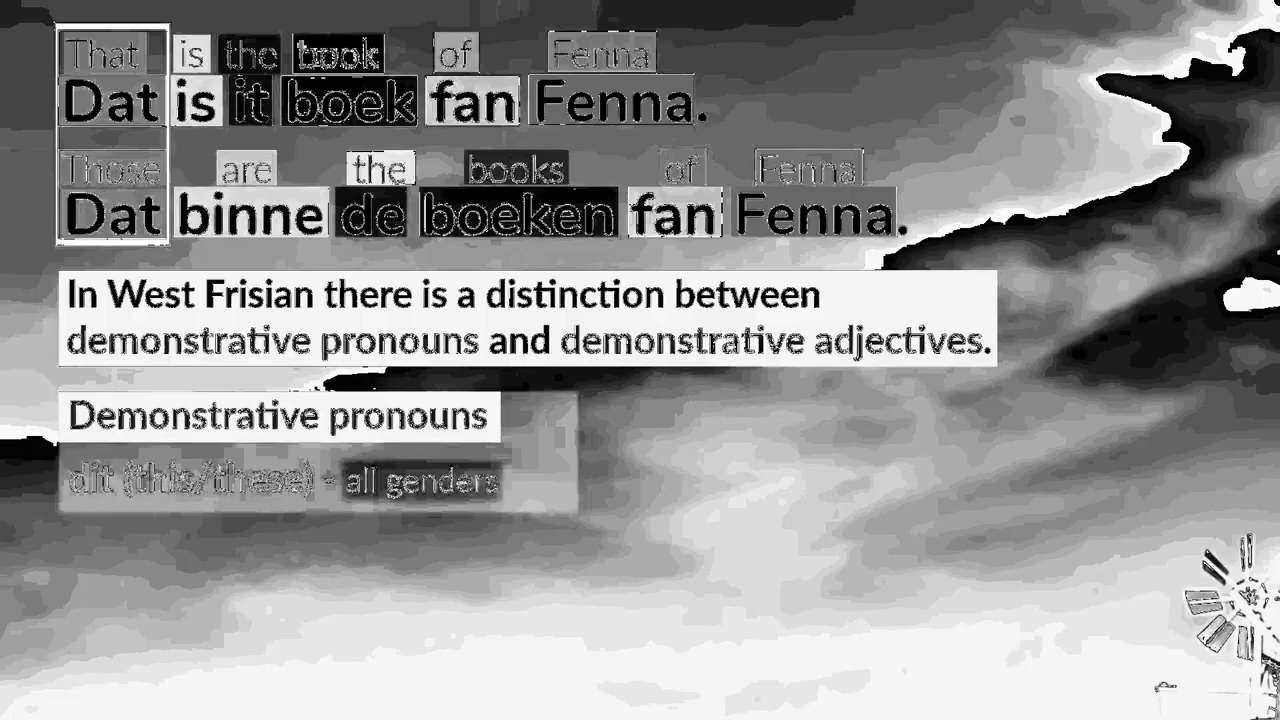 That is the book of Fenna
Dat is it boek fan Fenna.
Those are the books of Fenna
Dat binne de boeken fan Fenna.
In West Frisian there is a distinction between
demonstrative pronouns and demonstrative adjectives.
Demonstrative pronouns
dit (this/these) - all genders